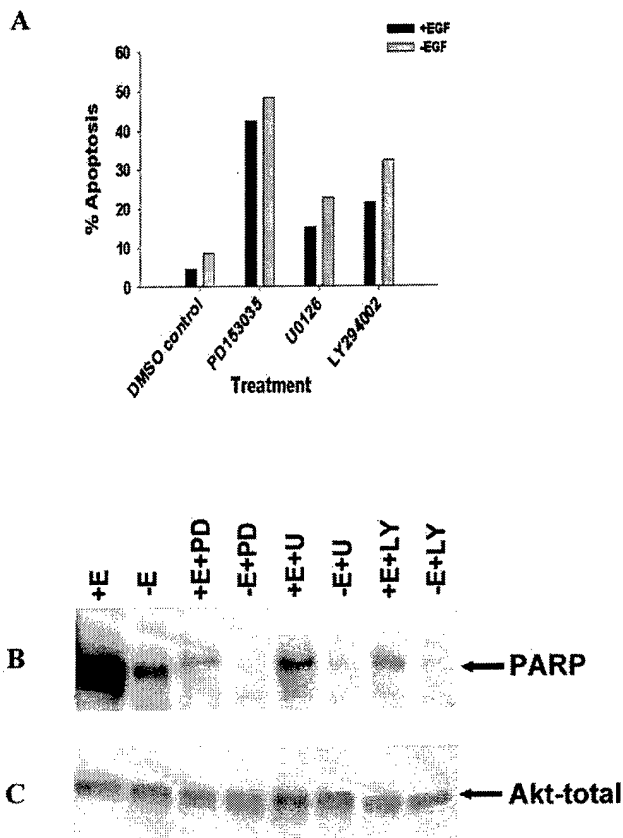 A
+EGF
-EGF
60
50
40
30
20
10
0
% Apoptosis
DMSO control
PD153035
U0126
LY294002
Treatment
+E
-E
+E+PD
-E+PD
+E+U
-E+U
+E+LY
-E+LY
B
PARP
C
Akt-total